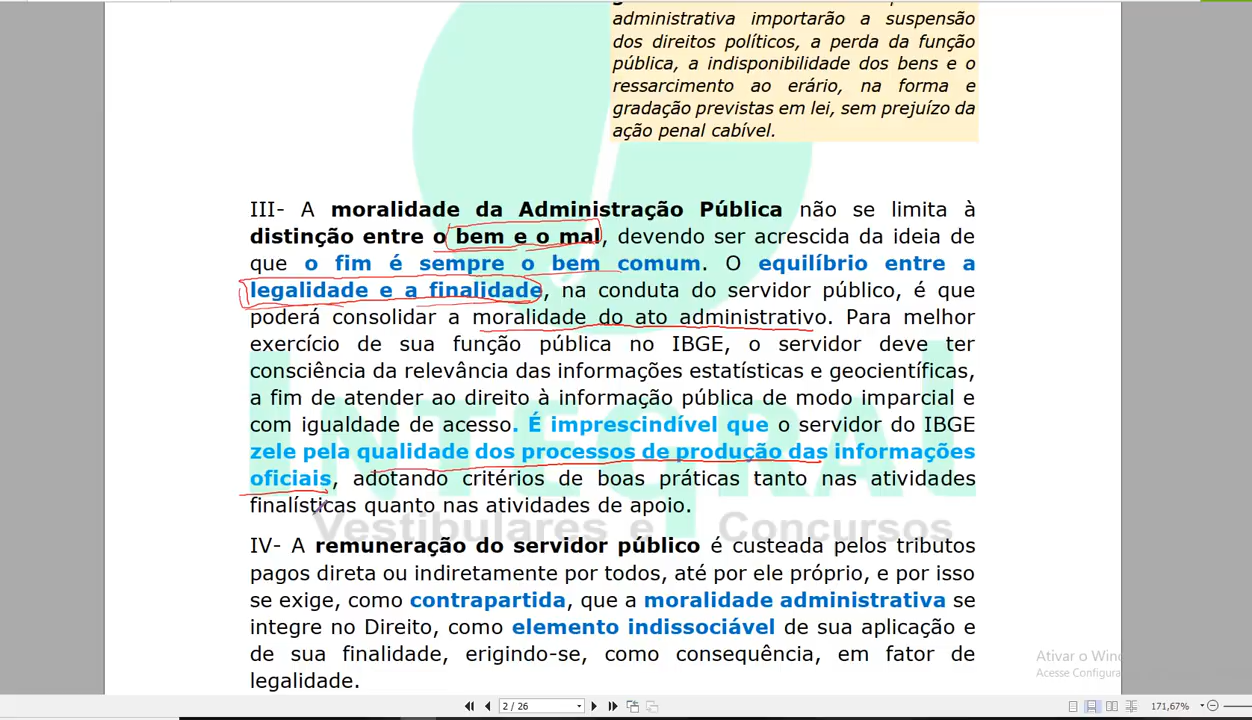 administrativa importarão a suspensão
dos direitos políticos, a perda da função
pública, a indisponibilidade dos bens e o
ressarcimento ao erário, na forma e
gradação previstas em lei, sem prejuízo da
ação penal cabível.
III- A moralidade da Administração Pública não se limita à
distinção entre o bem e o mal, devendo ser acrescida da ideia de
que o fim é sempre o bem comum. O equilíbrio entre a
legalidade e a finalidade, na conduta do servidor público, é que
poderá consolidar a moralidade do ato administrativo. Para melhor
exercício de sua função pública no IBGE, o servidor deve ter
consciência da relevância das informações estatísticas e geocientíficas,
a fim de atender ao direito à informação pública de modo imparcial e
com igualdade de acesso. É imprescindível que o servidor do IBGE
zele pela qualidade dos processos de produção das informações
oficiais, adotando critérios de boas práticas tanto nas atividades
finalísticas quanto nas atividades de apoio.
INTEGRAL
Vestibulares e Concursos
IV- A remuneração do servidor público é custeada pelos tributos
pagos direta ou indiretamente por todos, até por ele próprio, e por isso
se exige, como contrapartida, que a moralidade administrativa se
integre no Direito, como elemento indissociável de sua aplicação e
de sua finalidade, erigindo-se, como consequência, em fator de
legalidade.
Ativar o Win
Acesse Configura
2 / 26
171,67%